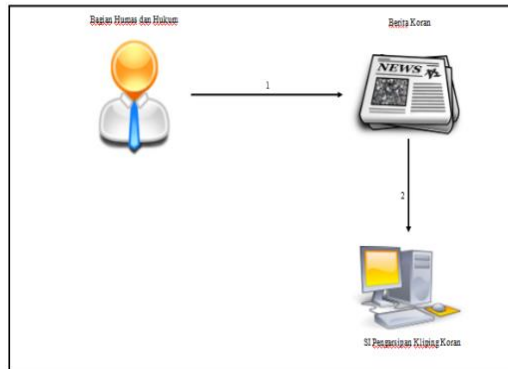 Bagian Humas dan Hukum
Berita Koran
NEWS
1
2
SI Pengarsipan Kliping Koran